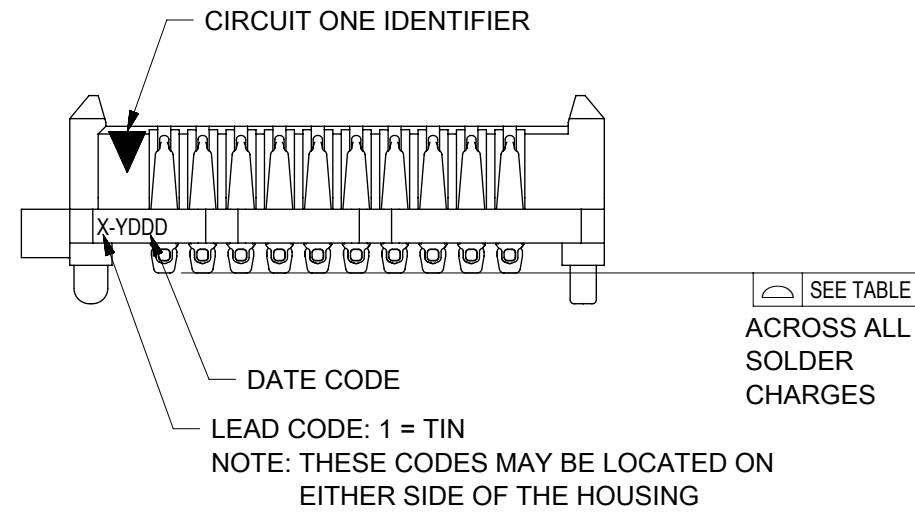 CIRCUIT ONE IDENTIFIER
X-YDDD
SEE TABLE
ACROSS ALL
SOLDER
CHARGES
DATE CODE
LEAD CODE: 1 = TIN
NOTE: THESE CODES MAY BE LOCATED ON
EITHER SIDE OF THE HOUSING